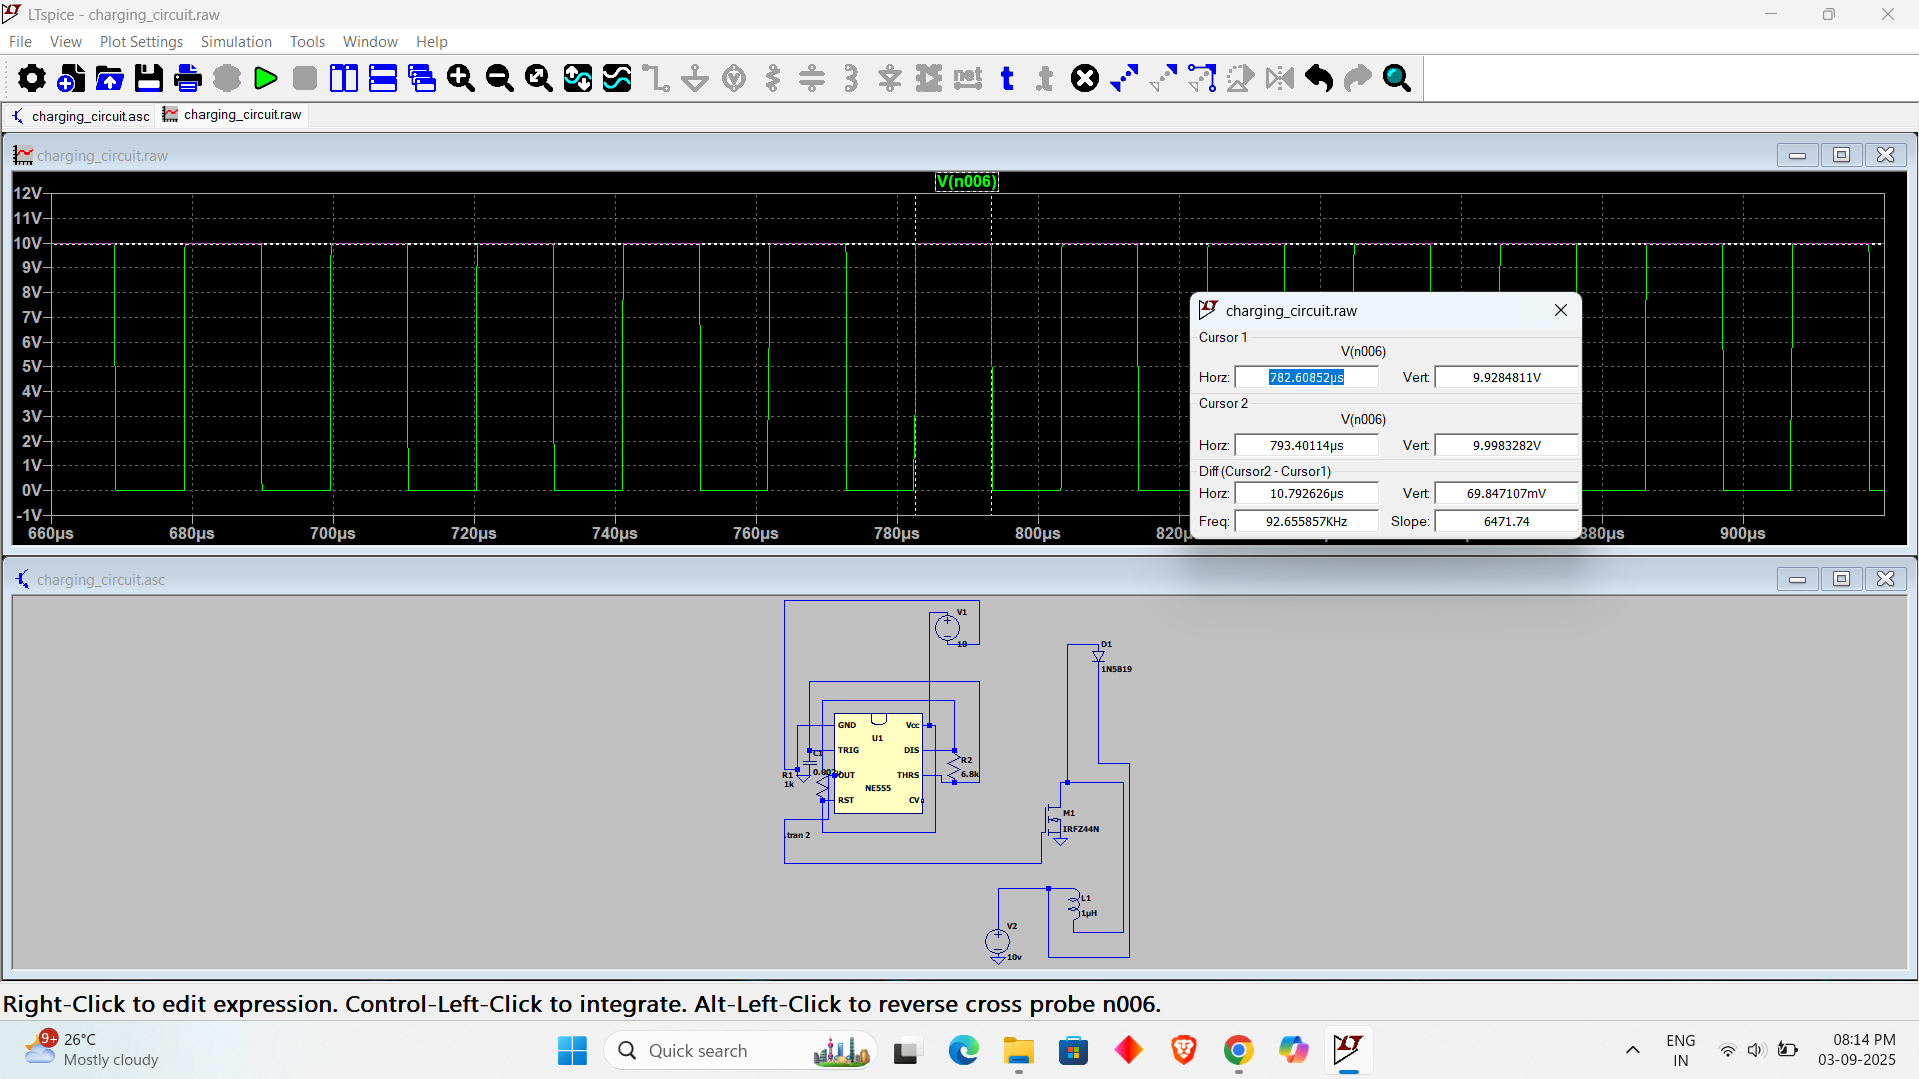 LTspice - charging_circuit.raw
File View Plot Settings Simulation Tools Window Help
net t .t
charging_circuit.asc charging_circuit.raw
charging_circuit.raw
V(n006)
12V
11V
10V
9V
8V
7V
6V
5V
4V
3V
2V
1V
0V
-1V
660µs 680µs 700µs 720µs 740µs 760µs 780µs 800µs 820µ 880µs 900µs
charging_circuit.raw
Cursor 1
V(n006)
Horz: 782.60852µs Vert: 9.9284811V
Cursor 2
V(n006)
Horz: 793.40114µs Vert: 9.9983282V
Diff (Cursor2 - Cursor1)
Horz: 10.792626µs Vert: 69.847107mV
Freq: 92.655857KHz Slope: 6471.74
charging_circuit.asc
V1
10
D1
1N5819
GND Vcc
U1
TRIG DIS
C1
R2
6.8k
R1
1k
OUT THRS
NE555
RST CV
.tran 2
M1
IRFZ44N
L1
1µH
V2
10v
Right-Click to edit expression. Control-Left-Click to integrate. Alt-Left-Click to reverse cross probe n006.
9+
26°C
Mostly cloudy
Quick search
ENG
IN
08:14 PM
03-09-2025